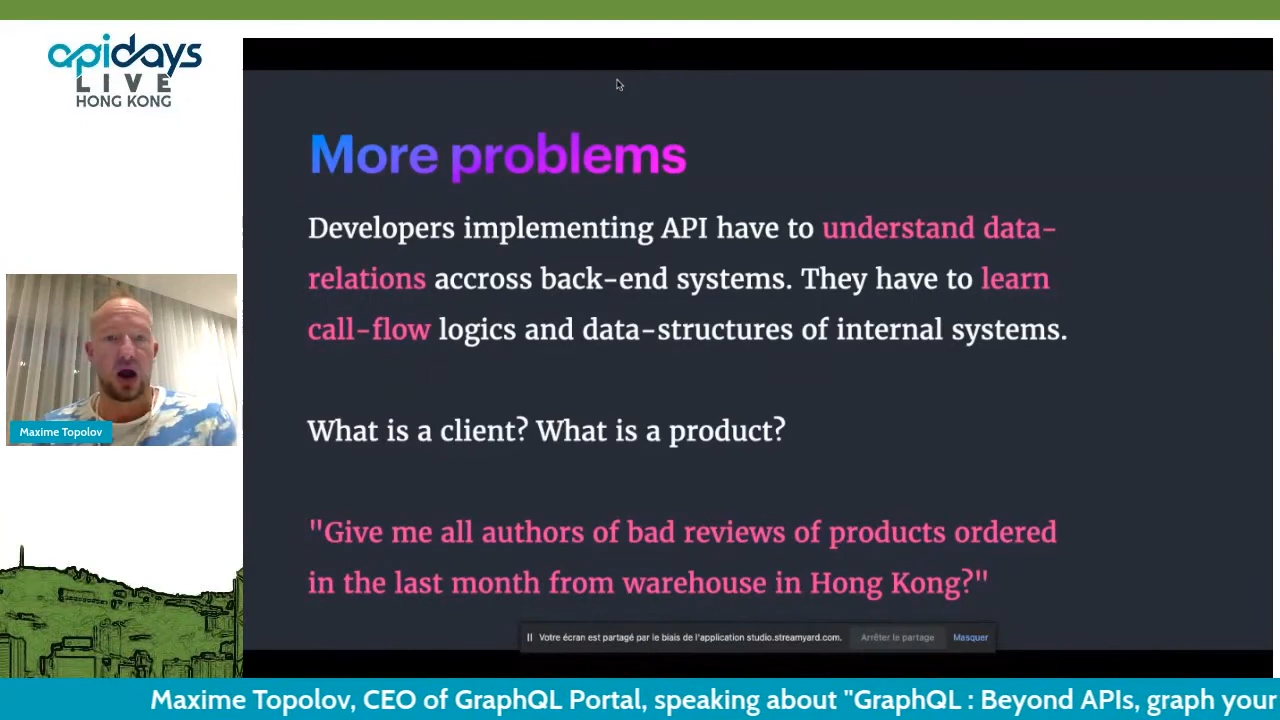 apidays
LIVE
HONG KONG
More problems
Developers implementing API have to understand data-
relations accross back-end systems. They have to learn
call-flow logics and data-structures of internal systems.
What is a client? What is a product?
"Give me all authors of bad reviews of products ordered
in the last month from warehouse in Hong Kong?"
Maxime Topolov
Votre écran est partagé par le biais de l'application studio.streamyard.com. Arrêter le partage Masquer
Maxime Topolov, CEO of GraphQL Portal, speaking about "GraphQL : Beyond APIs, graph your